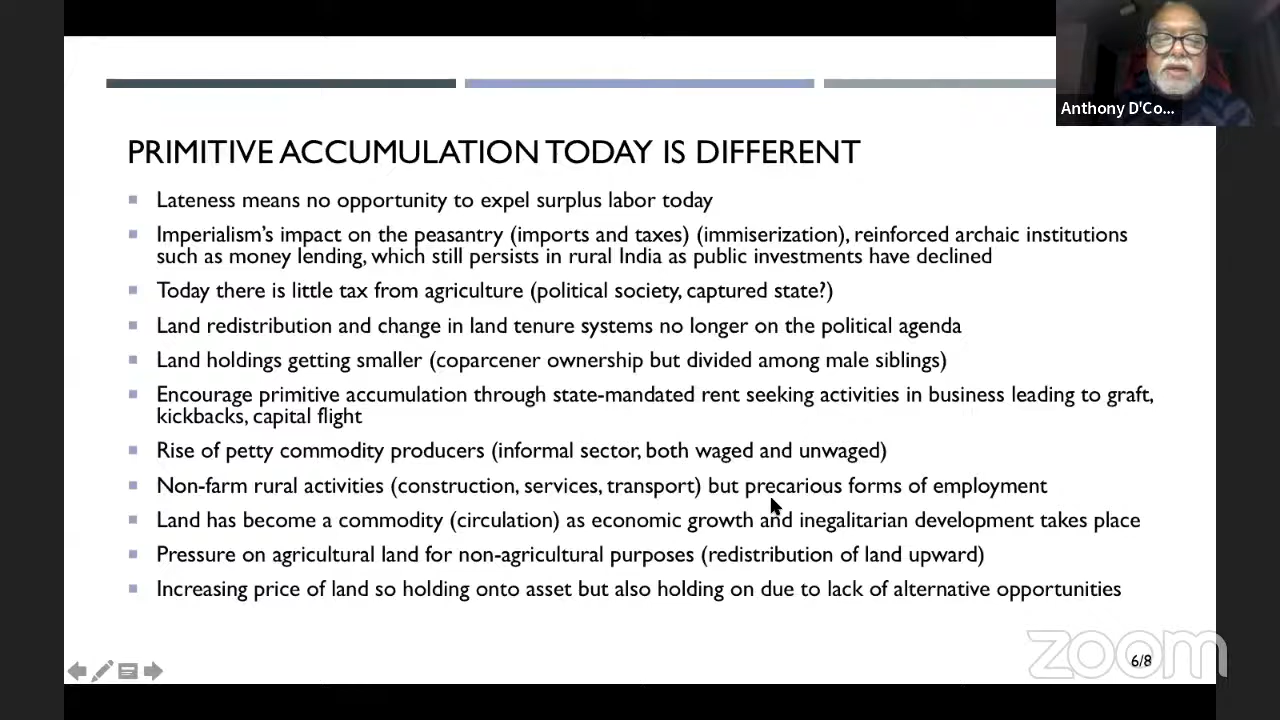 Anthony D'Co...
PRIMITIVE ACCUMULATION TODAY IS DIFFERENT
Lateness means no opportunity to expel surplus labor today
Imperialism's impact on the peasantry (imports and taxes) (immiserization), reinforced archaic institutions
such as money lending, which still persists in rural India as public investments have declined
Today there is little tax from agriculture (political society, captured state?)
Land redistribution and change in land tenure systems no longer on the political agenda
Land holdings getting smaller (coparcener ownership but divided among male siblings)
Encourage primitive accumulation through state-mandated rent seeking activities in business leading to graft,
kickbacks, capital flight
Rise of petty commodity producers (informal sector, both waged and unwaged)
Non-farm rural activities (construction, services, transport) but precarious forms of employment
Land has become a commodity (circulation) as economic growth and inegalitarian development takes place
Pressure on agricultural land for non-agricultural purposes (redistribution of land upward)
Increasing price of land so holding onto asset but also holding on due to lack of alternative opportunities
zoom
6/8